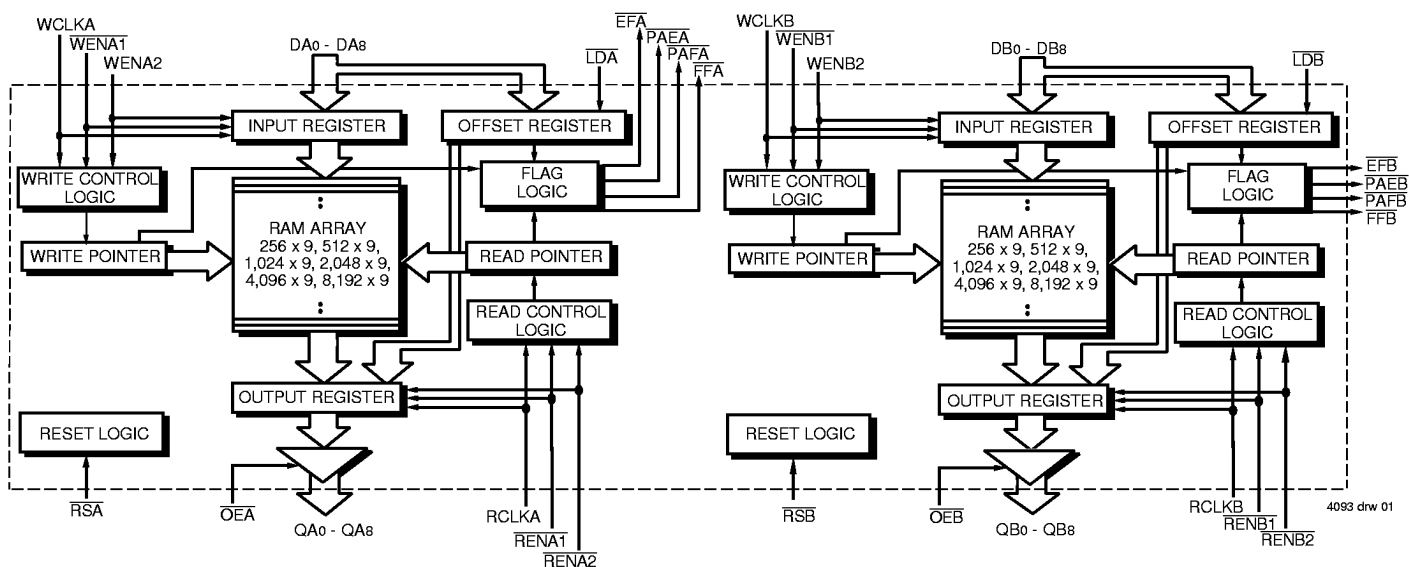 WCLKA
WENA1
WENA2
DA0 - DA8
LDA
EFA
PAEA
PAFA
FFA
INPUT REGISTER
OFFSET REGISTER
WRITE CONTROL
LOGIC
FLAG
LOGIC
RAM ARRAY
256 x 9, 512 x 9,
1,024 x 9, 2,048 x 9,
4,096 x 9, 8,192 x 9
WRITE POINTER
READ POINTER
READ CONTROL
LOGIC
OUTPUT REGISTER
RESET LOGIC
RSA
OEA
QA0 - QA8
RCLKA
RENA1
RENA2
WCLKB
WENB1
WENB2
DB0 - DB8
LDB
INPUT REGISTER
OFFSET REGISTER
EFB
PAEB
PAFB
FFB
WRITE CONTROL
LOGIC
FLAG
LOGIC
RAM ARRAY
256 x 9, 512 x 9,
1,024 x 9, 2,048 x 9,
4,096 x 9, 8,192 x 9
WRITE POINTER
READ POINTER
READ CONTROL
LOGIC
OUTPUT REGISTER
RESET LOGIC
RSB
OEB
QB0 - QB8
RCLKB
RENB1
RENB2
4093 drw 01